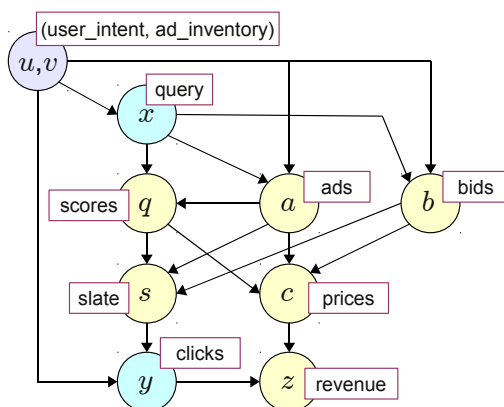 (user_intent, ad_inventory)
u,v
query
x
ads
bids
scores
q
a
b
slate
s
c
prices
clicks
y
z
revenue